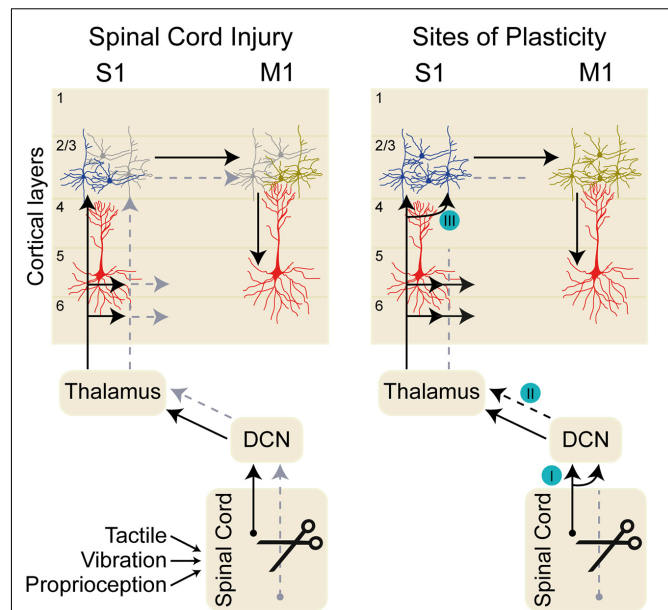 Spinal Cord Injury
S1 M1
Cortical layers
1
2/3
4
5
6
Thalamus
DCN
Spinal Cord
Tactile
Vibration
Proprioception
Sites of Plasticity
S1 M1
1
2/3
4
III
5
6
Thalamus
II
DCN
I
Spinal Cord